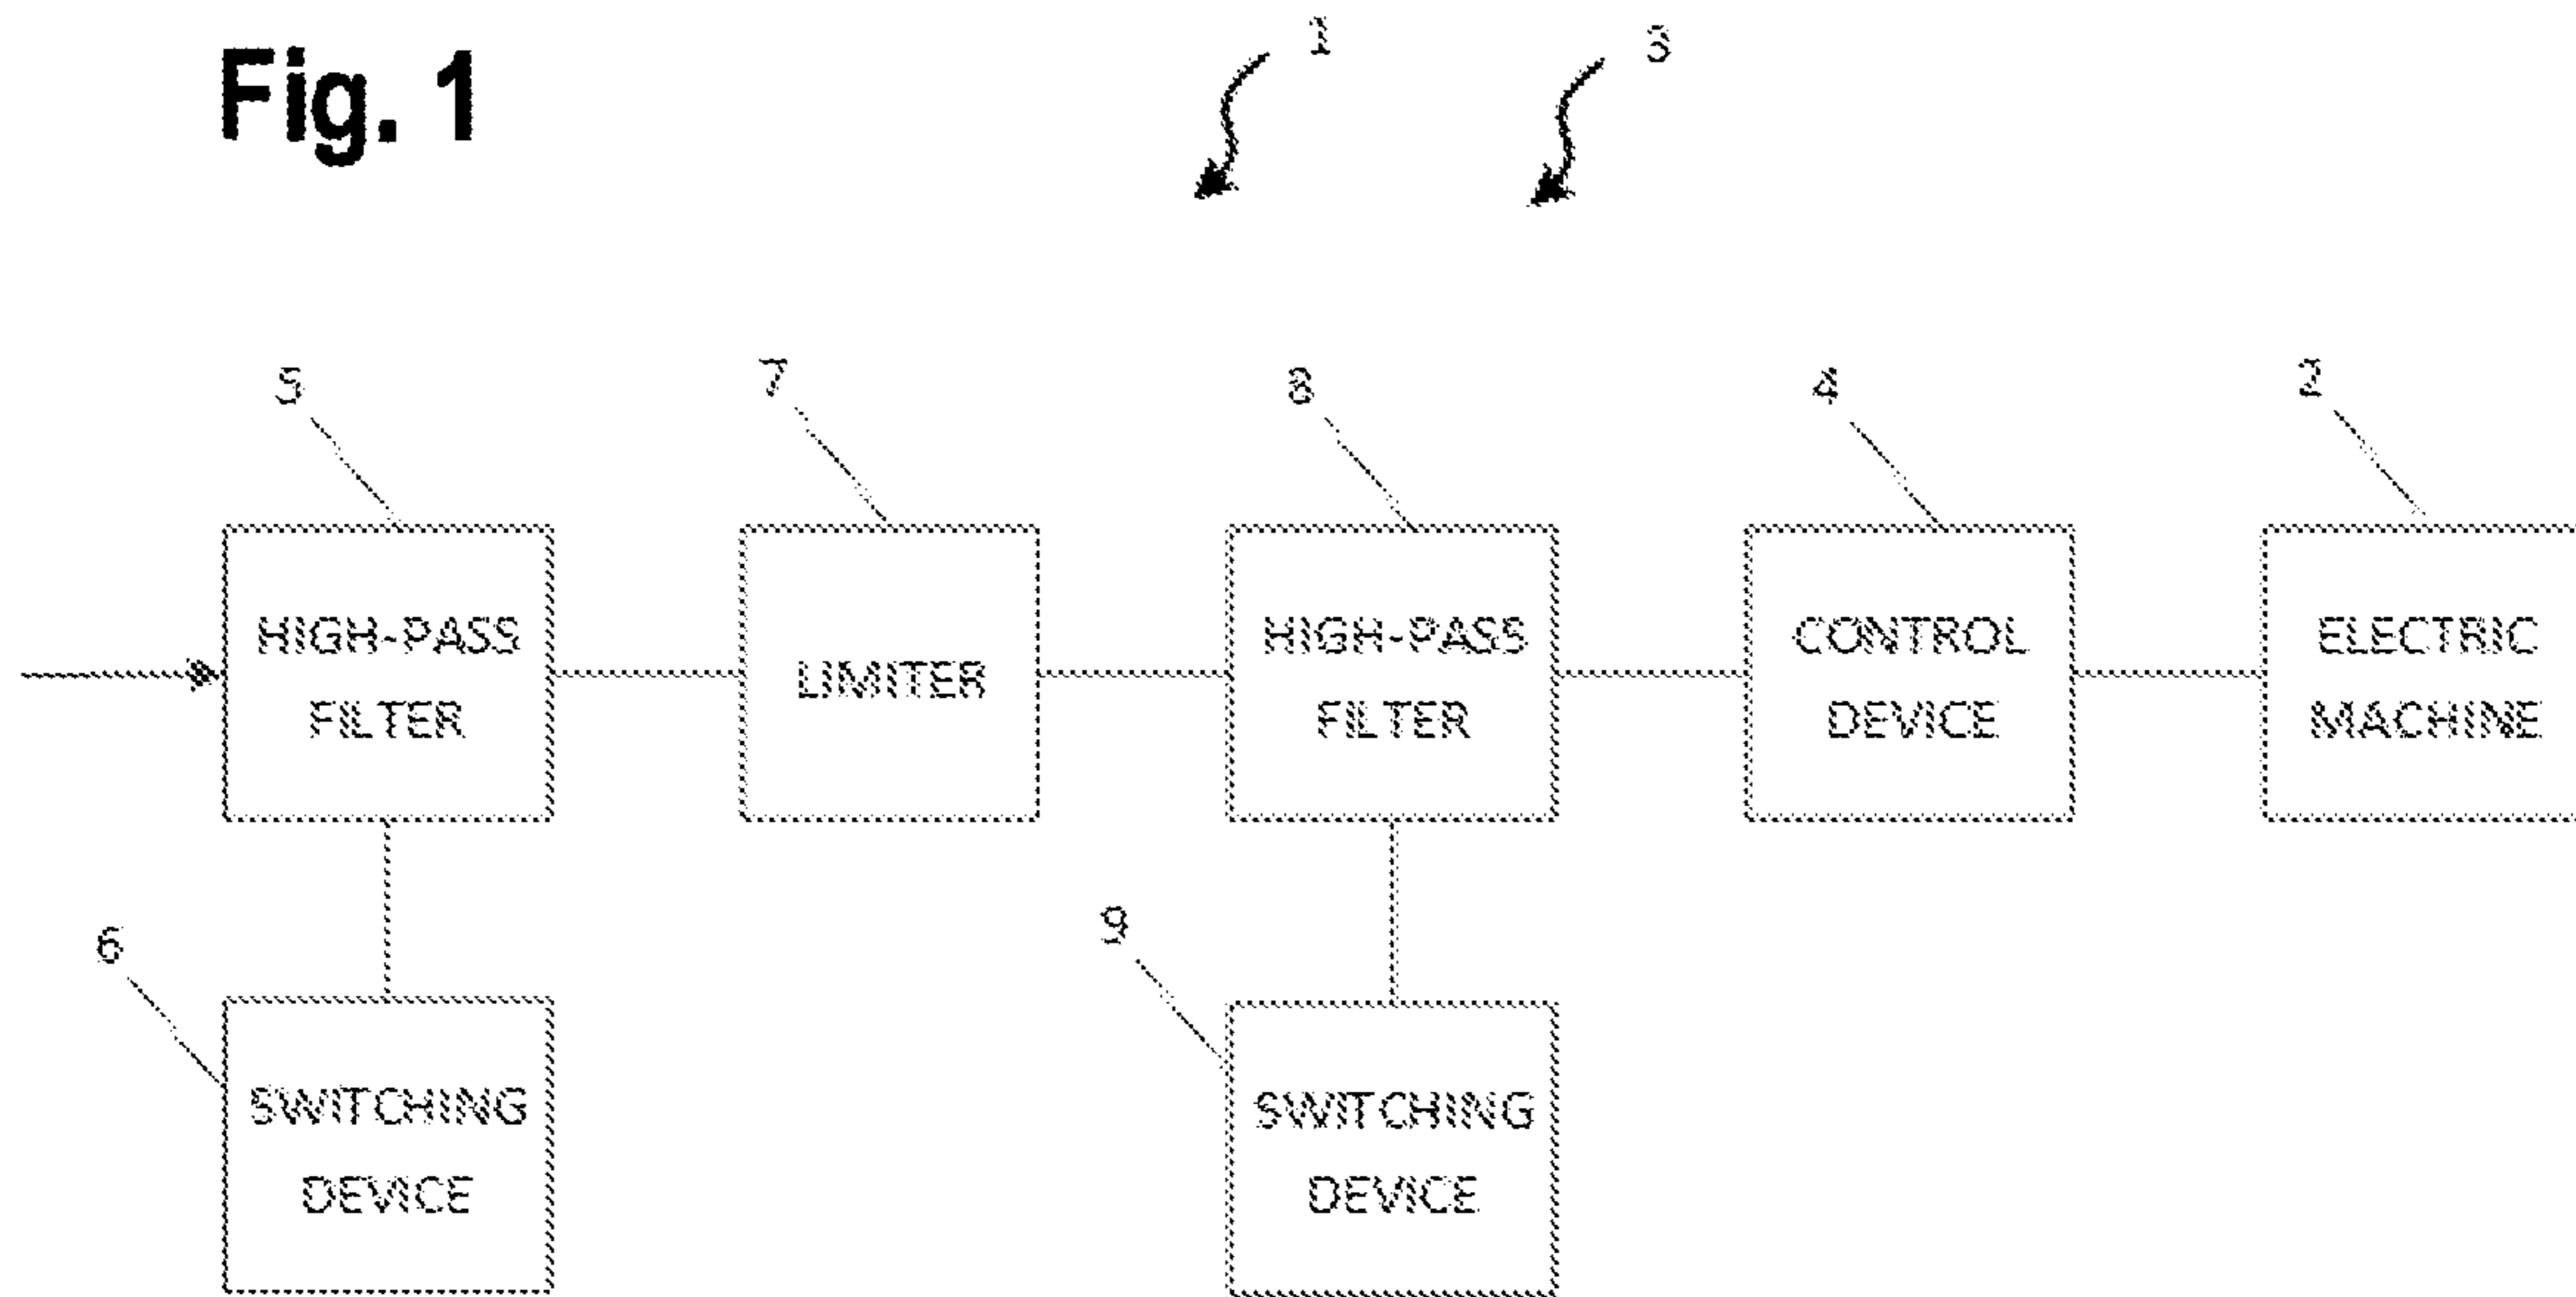 Fig. 1
1
3
5
7
8
4
2
HIGH-PASS
FILTER
LIMITER
HIGH-PASS
FILTER
CONTROL
DEVICE
ELECTRIC
MACHINE
6
9
SWITCHING
DEVICE
SWITCHING
DEVICE